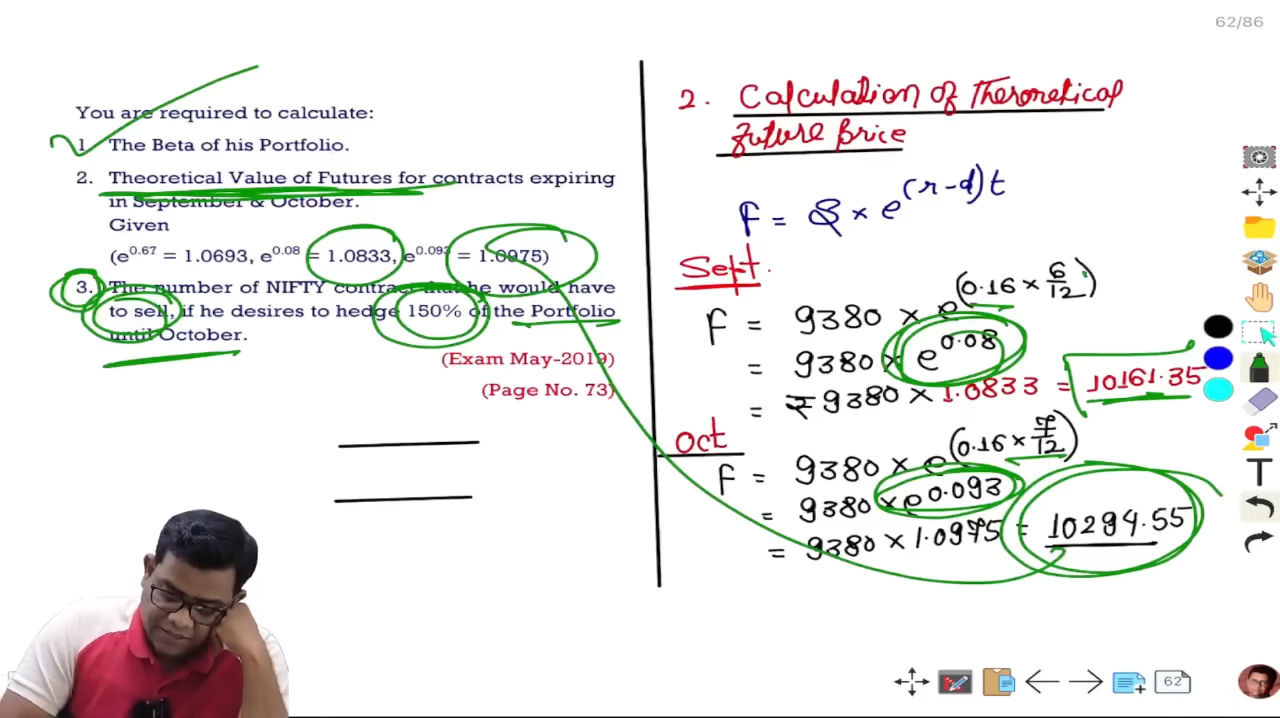 62/86
You are required to calculate:
1. The Beta of his Portfolio.
2. Theoretical Value of Futures for contracts expiring
in September & October.
Given
(e^0.67 = 1.0693, e^0.08 = 1.0833, e^0.093 = 1.0975)
3. The number of NIFTY contract that he would have
to sell, if he desires to hedge 150% of the Portfolio
until October.
(Exam May-2019)
(Page No. 73)
2. Calculation of Theroretical
future price
F = S × e^(r-d)t
Sept.
F = 9380 × e^(0.16 × 6/12)
= 9380 × e^0.08
= ₹ 9380 × 1.0833 = 10161.35
Oct
F = 9380 × e^(0.16 × 7/12)
= 9380 × e^0.093
= 9380 × 1.0975 = 10294.55
T
62